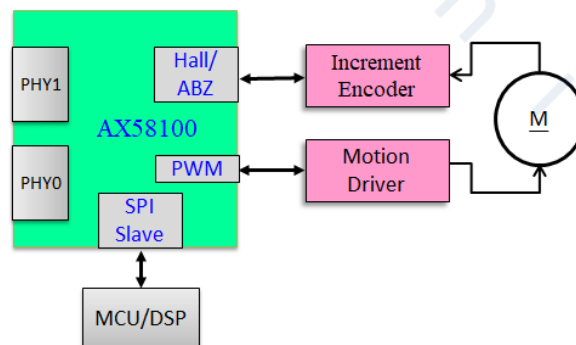 PHY1
Hall/
ABZ
Increment
Encoder
AX58100
M
PHY0
PWM
Motion
Driver
SPI
Slave
MCU/DSP